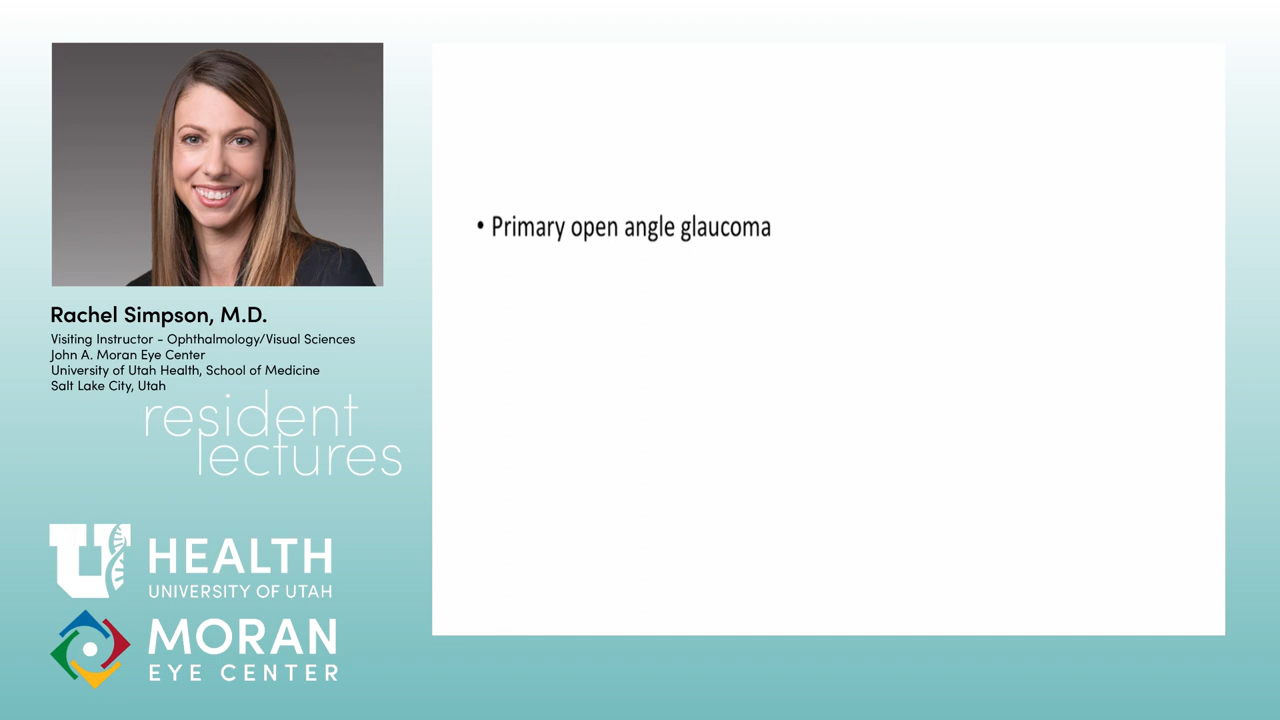 Rachel Simpson, M.D.
Visiting Instructor - Ophthalmology/Visual Sciences
John A. Moran Eye Center
University of Utah Health, School of Medicine
Salt Lake City, Utah
resident
lectures
U HEALTH
UNIVERSITY OF UTAH
MORAN
EYE CENTER
• Primary open angle glaucoma